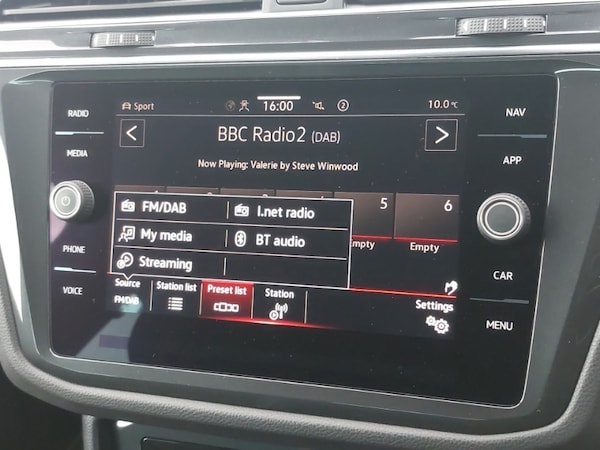 RADIO
MEDIA
PHONE
VOICE
Sport
16:00
2
10.0 °C
<
BBC Radio2 (DAB)
>
Now Playing: Valerie by Steve Winwood
5
6
Empty
Empty
FM/DAB
I.net radio
My media
BT audio
Streaming
Source
FM/DAB
Station list
Preset list
Station
Settings
NAV
APP
CAR
MENU